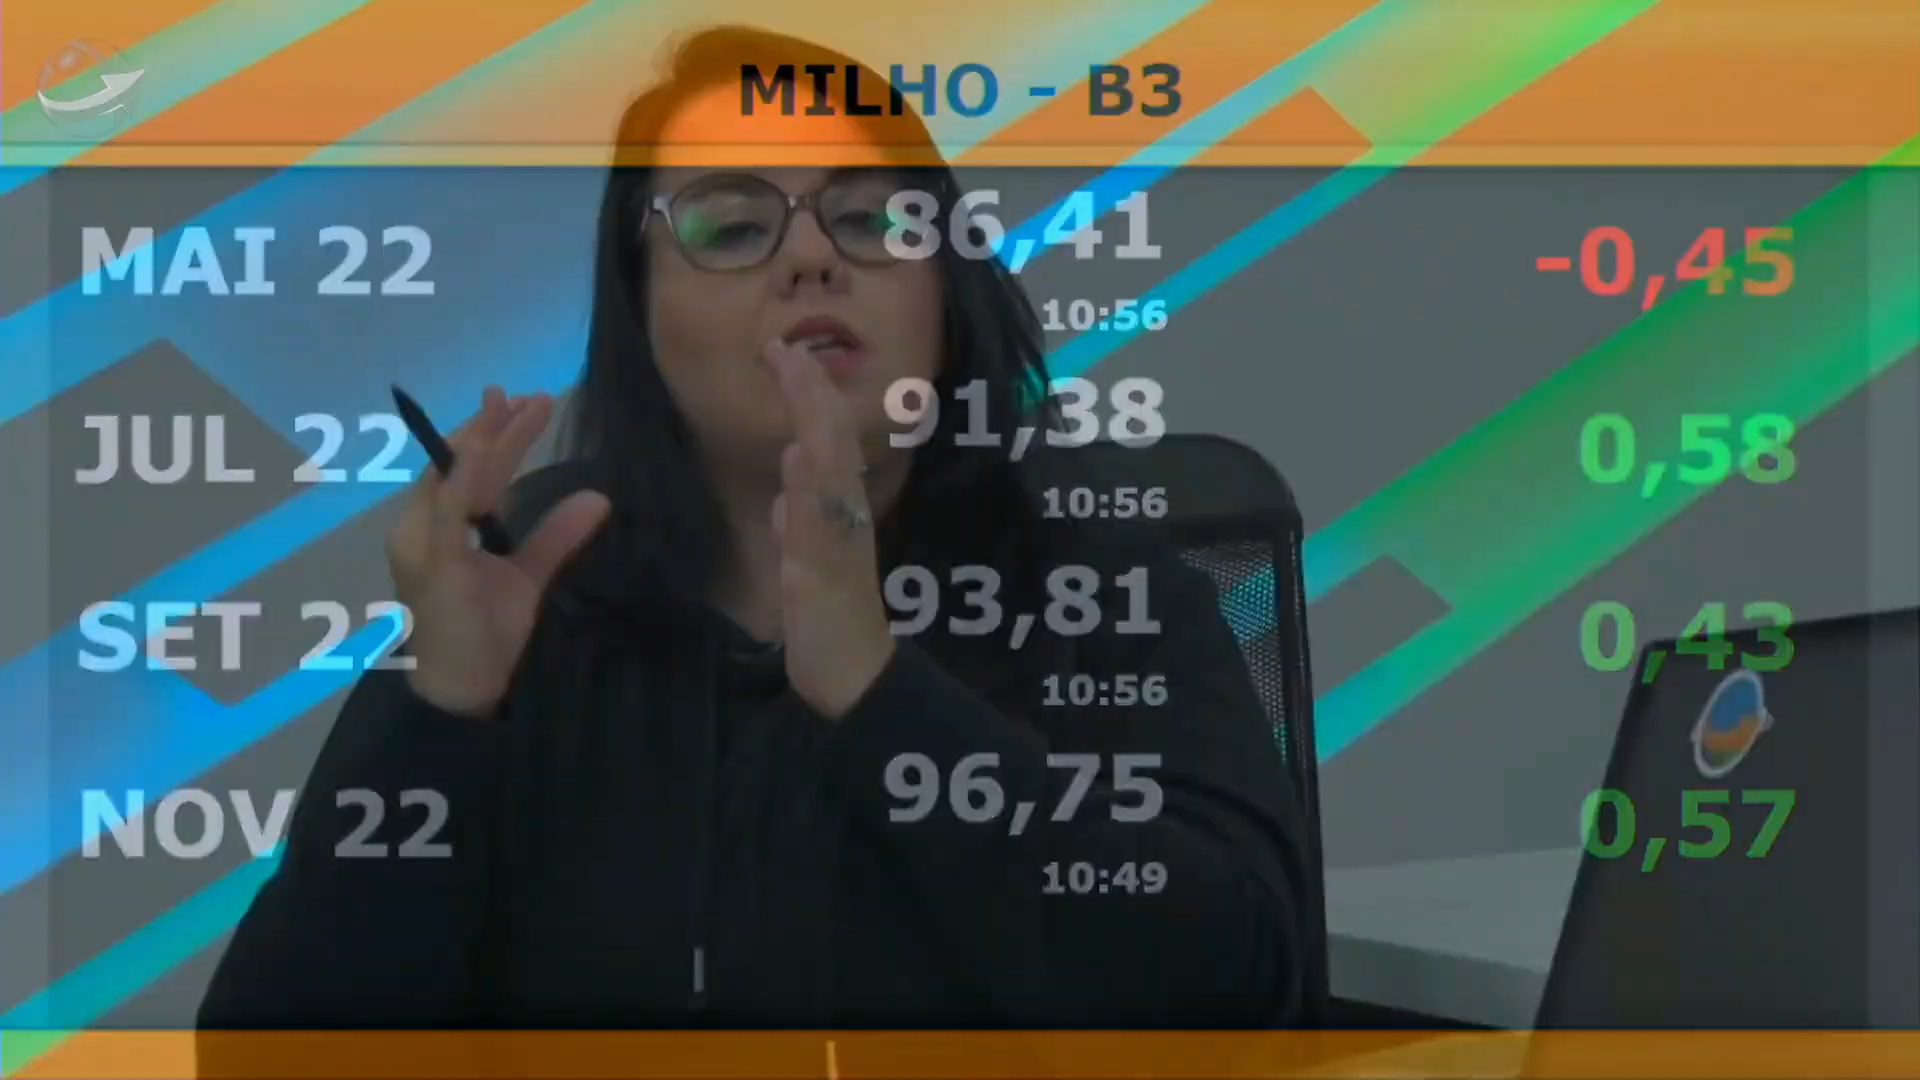 MILHO - B3
MAI 22 86,41 -0,45
10:56
JUL 22 91,38 0,58
10:56
SET 22 93,81 0,43
10:56
NOV 22 96,75 0,57
10:49